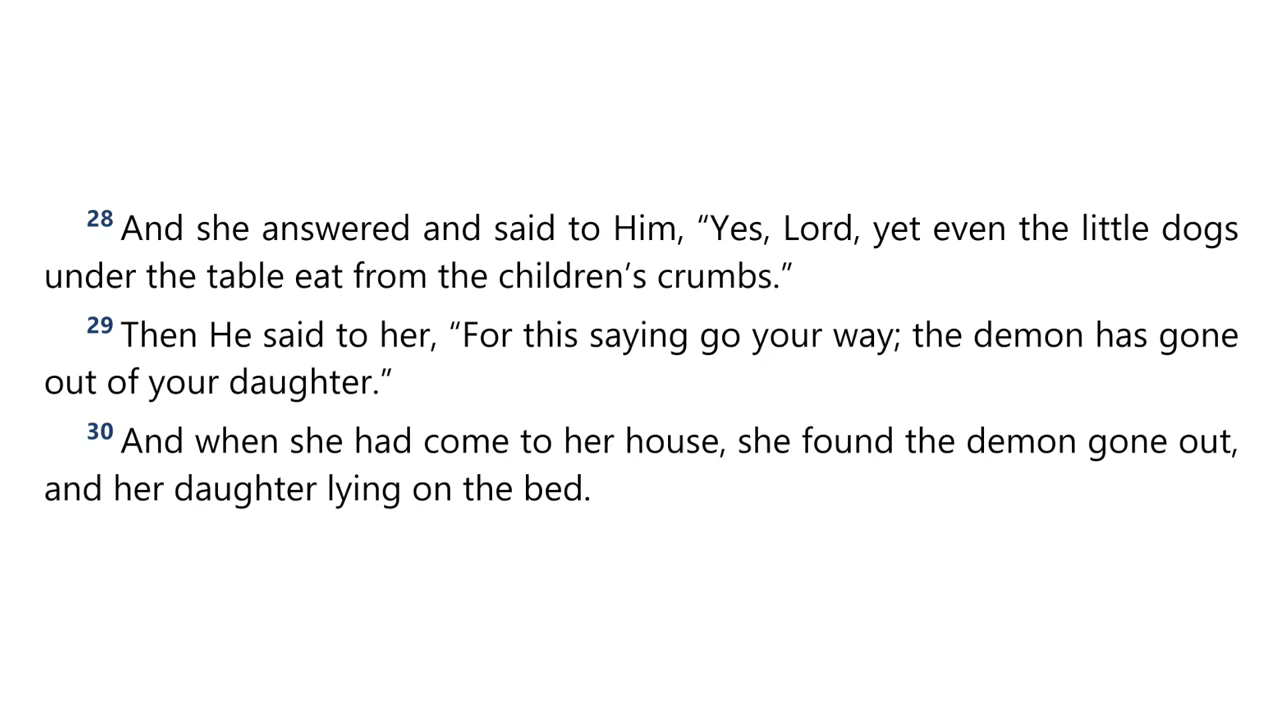 28 And she answered and said to Him, “Yes, Lord, yet even the little dogs
under the table eat from the children’s crumbs.”
29 Then He said to her, “For this saying go your way; the demon has gone
out of your daughter.”
30 And when she had come to her house, she found the demon gone out,
and her daughter lying on the bed.